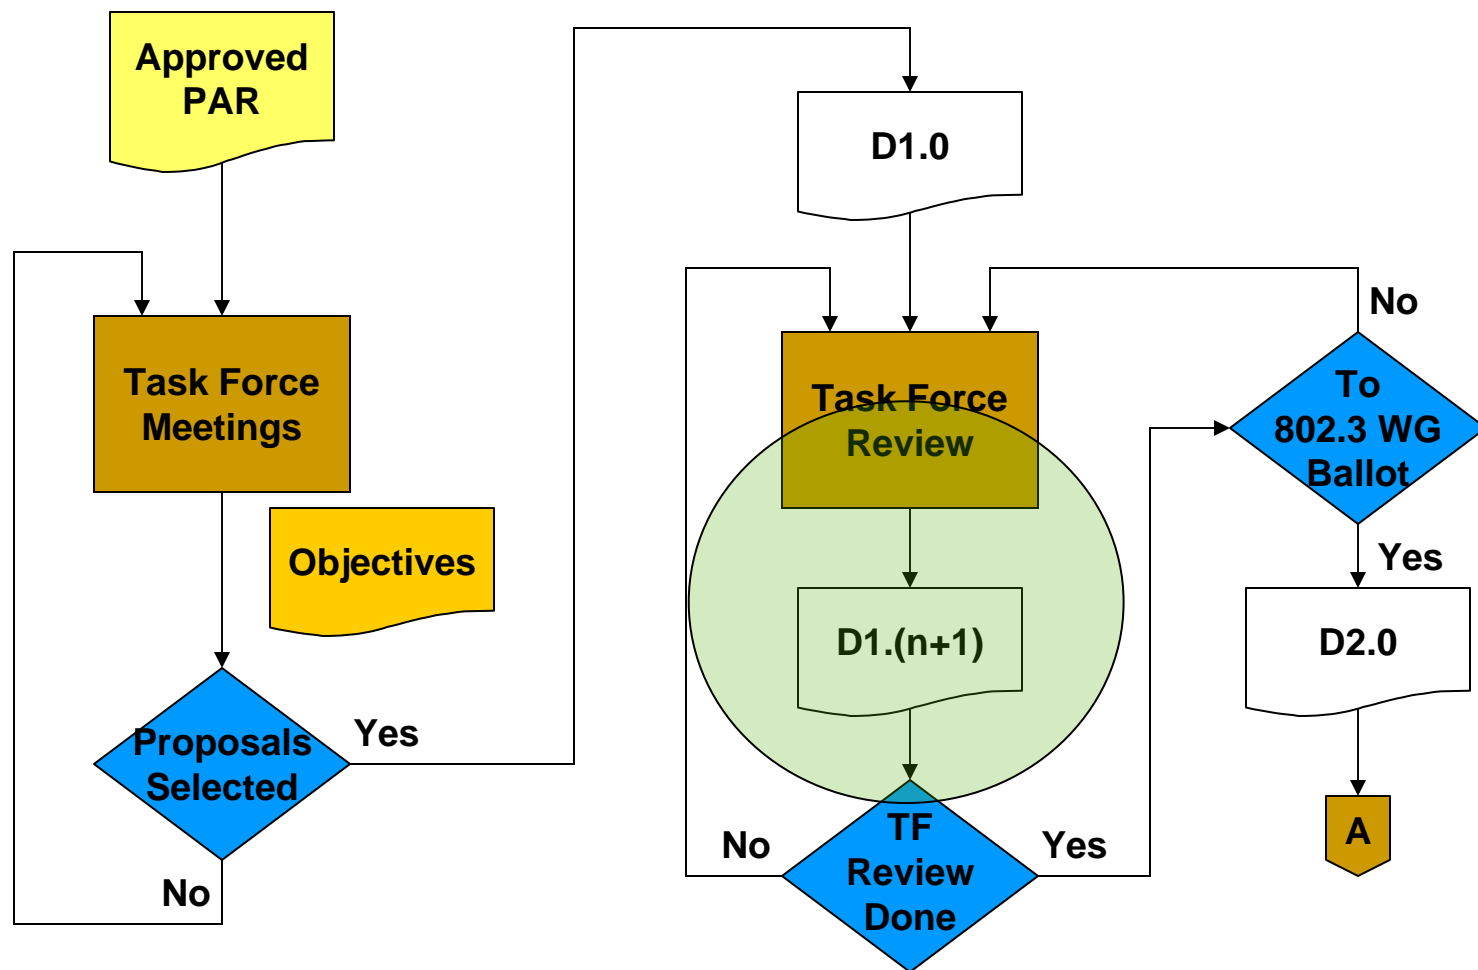 Approved
PAR
Task Force
Meetings
Objectives
Proposals
Selected
Yes
No
D1.0
Task Force
Review
D1.(n+1)
TF
Review
Done
No
Yes
To
802.3 WG
Ballot
No
Yes
D2.0
A